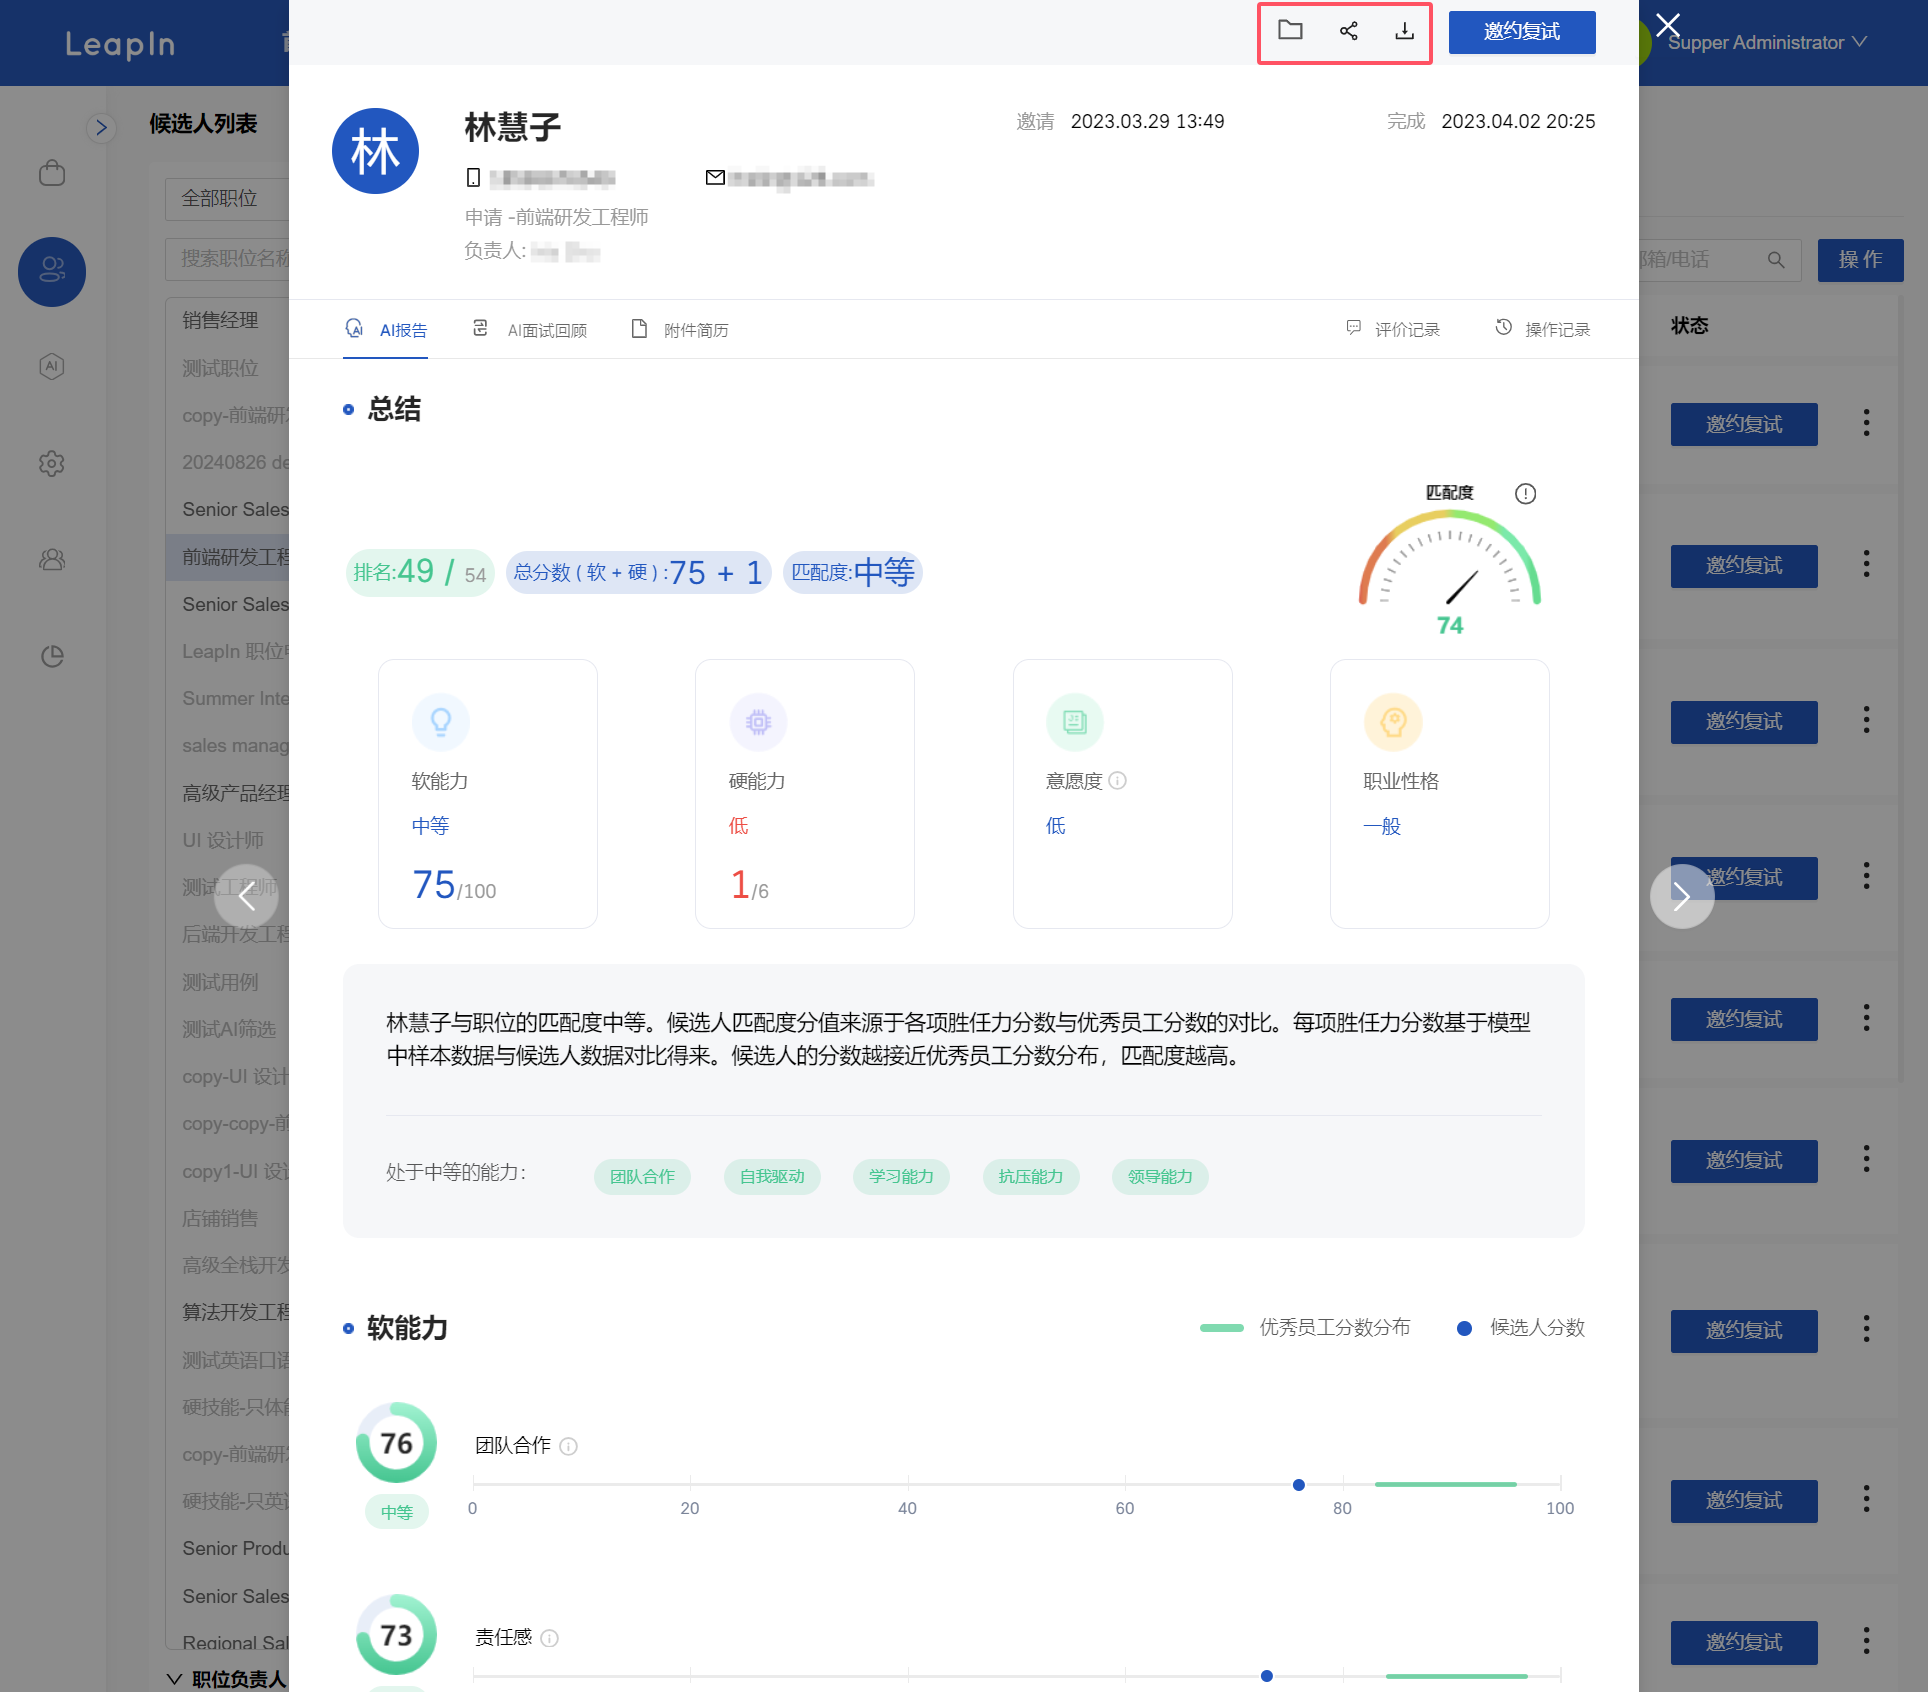 LeapIn
Supper Administrator
邀约复试
候选人列表
全部职位
搜索职位名称
邮箱/电话
操 作
状态
销售经理
测试职位
copy-前端研
20240826 de
Senior Sales
前端研发工程
Senior Sales
LeapIn 职位
Summer Inte
sales manag
高级产品经理
UI 设计师
测试工程师
后端开发工程
测试用例
测试AI筛选
copy-UI 设计
copy-copy-前
copy1-UI 设
店铺销售
高级全栈开发
算法开发工程
测试英语口语
硬技能-只体
copy-前端研
硬技能-只英
Senior Produ
Senior Sales
Regional Sal
职位负责人
林
林慧子
邀请 2023.03.29 13:49
完成 2023.04.02 20:25
申请 -前端研发工程师
负责人:
AI报告
AI面试回顾
附件简历
评价记录
操作记录
总结
匹配度
74
排名:49 / 54
总分数 ( 软 + 硬 ) :75 + 1
匹配度:中等
软能力
中等
75/100
硬能力
低
1/6
意愿度
低
职业性格
一般
林慧子与职位的匹配度中等。候选人匹配度分值来源于各项胜任力分数与优秀员工分数的对比。每项胜任力分数基于模型
中样本数据与候选人数据对比得来。候选人的分数越接近优秀员工分数分布，匹配度越高。
处于中等的能力：
团队合作
自我驱动
学习能力
抗压能力
领导能力
软能力
优秀员工分数分布
候选人分数
76
中等
团队合作
0 20 40 60 80 100
73
责任感
邀约复试
邀约复试
邀约复试
邀约复试
邀约复试
邀约复试
邀约复试
邀约复试
邀约复试